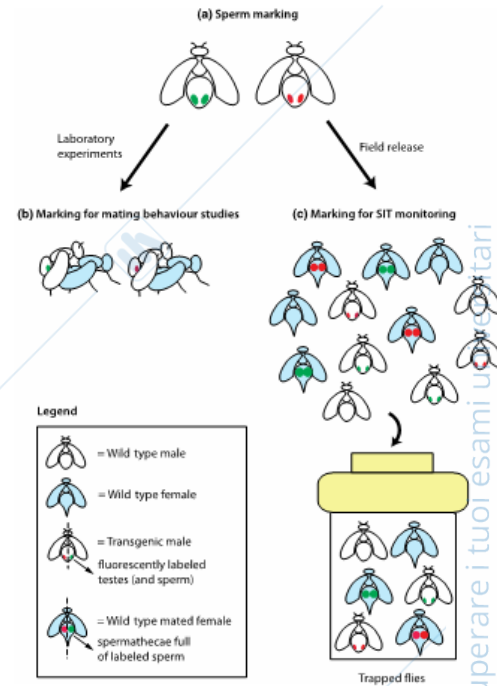 (a) Sperm marking
Laboratory
experiments
Field release
(b) Marking for mating behaviour studies
(c) Marking for SIT monitoring
Legend
= Wild type male
= Wild type female
= Transgenic male
fluorescently labeled
testes (and sperm)
= Wild type mated female
spermathecae full
of labeled sperm
Trapped flies
uperare i tuoi esami universitari